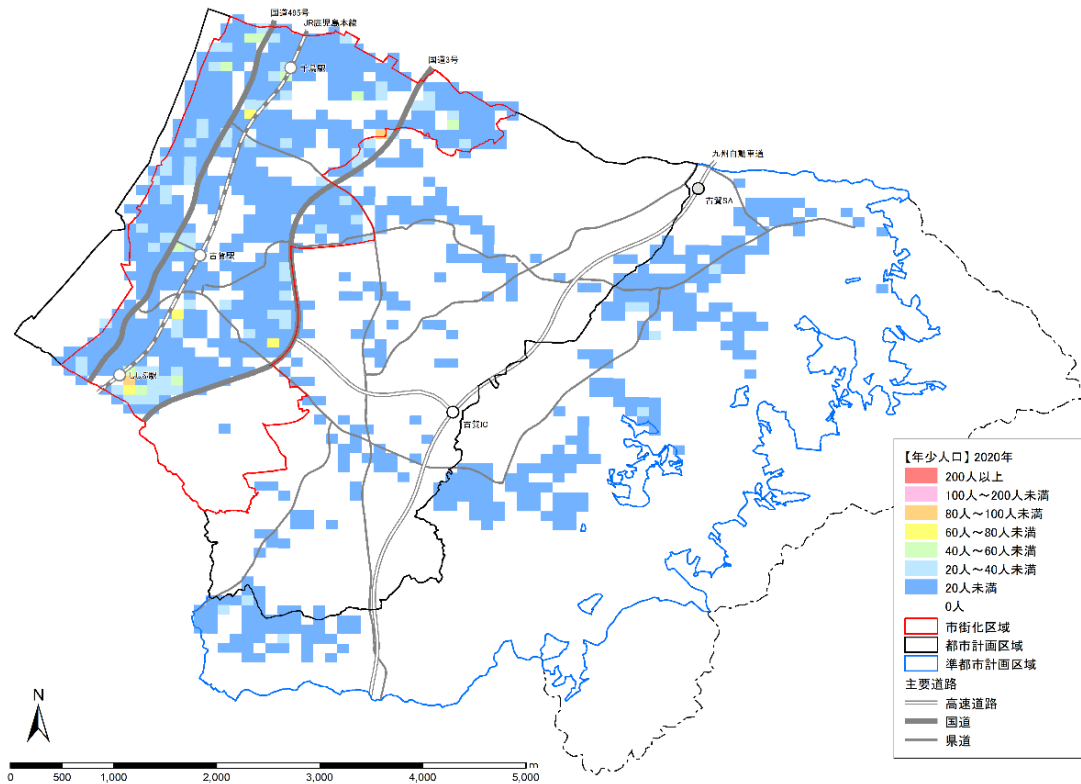 国道495号
JR鹿児島本線
千鳥駅
国道3号
九州自動車道
古賀SA
古賀駅
ししぶ駅
古賀IC
【年少人口】2020年
200人以上
100人～200人未満
80人～100人未満
60人～80人未満
40人～60人未満
20人～40人未満
20人未満
0人
市街化区域
都市計画区域
準都市計画区域
主要道路
高速道路
国道
県道
N
0 500 1,000 2,000 3,000 4,000 5,000 m